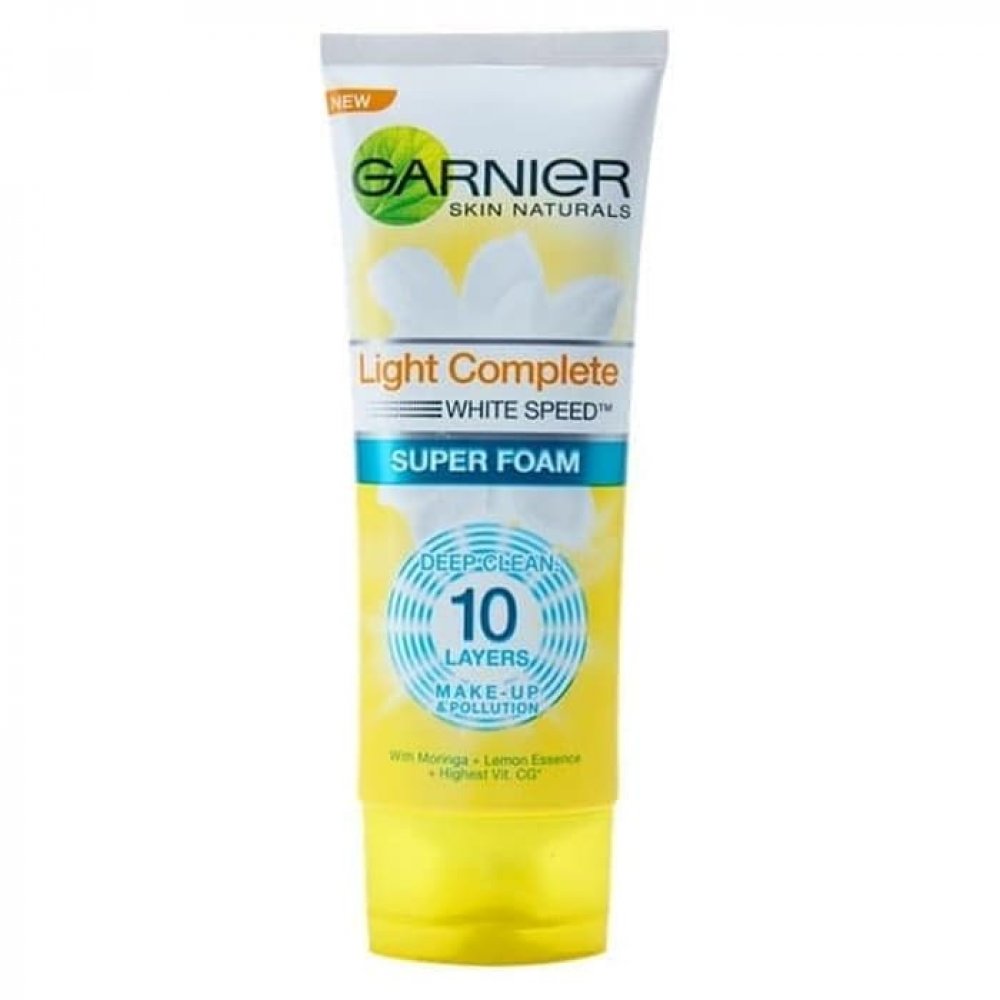 NEW
GARNIER
SKIN NATURALS
Light Complete
WHITE SPEED™
SUPER FOAM
DEEP CLEAN
10
LAYERS
MAKE-UP
& POLLUTION
With Moringa + Lemon Essence
+ Highest Vit. CG*